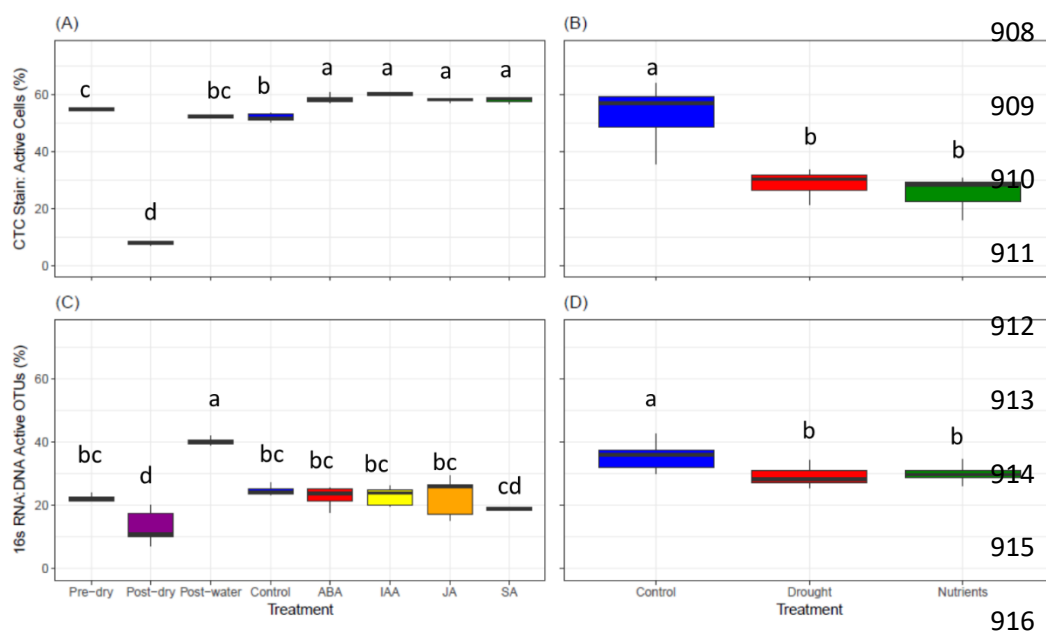 (A)
(B)
908
CTC Stain: Active Cells (%)
60
40
20
0
c
d
bc
b
a
a
a
a
a
b
b
909
910
911
(C)
(D)
912
16s RNA:DNA Active OTUs (%)
60
40
20
0
bc
d
a
bc
bc
bc
bc
cd
a
b
b
913
914
915
Pre-dry Post-dry Post-water Control ABA IAA JA SA
Treatment
Control Drought Nutrients
Treatment
916